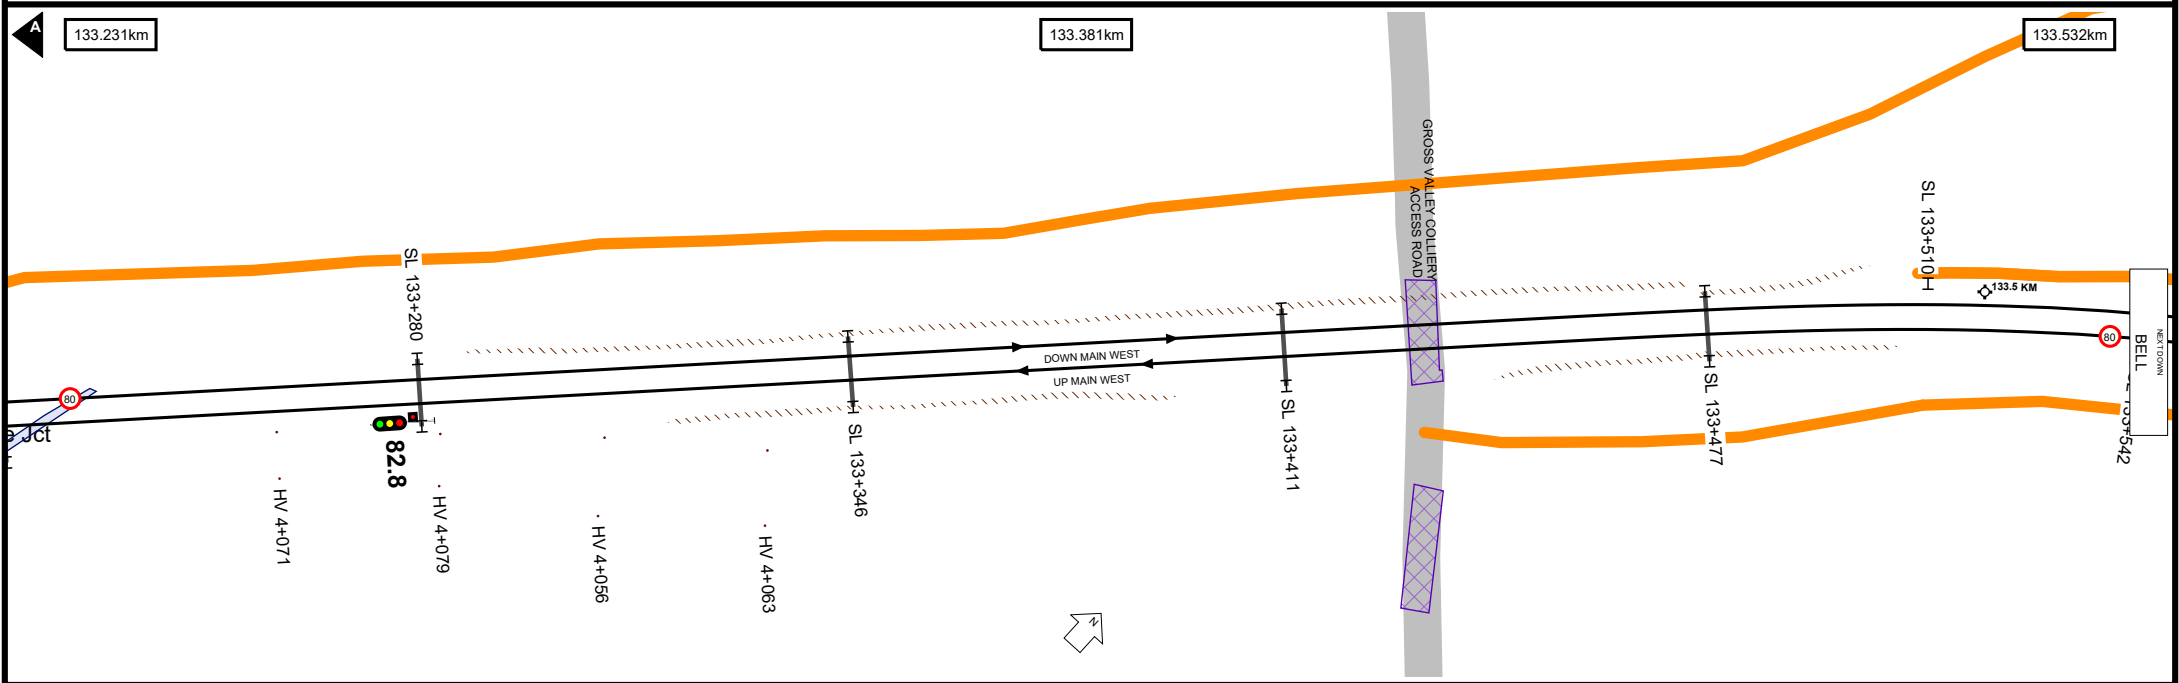 A
133.231km
133.381km
133.532km
GROSS VALLEY COLLIERY
ACCESS ROAD
SL 133+280
SL 133+510
133.5 KM
DOWN MAIN WEST
UP MAIN WEST
80
80
NEXT DOWN
BELL
Jct
82.8
SL 133+346
SL 133+411
SL 133+477
133+542
HV 4+071
HV 4+079
HV 4+056
HV 4+063
N